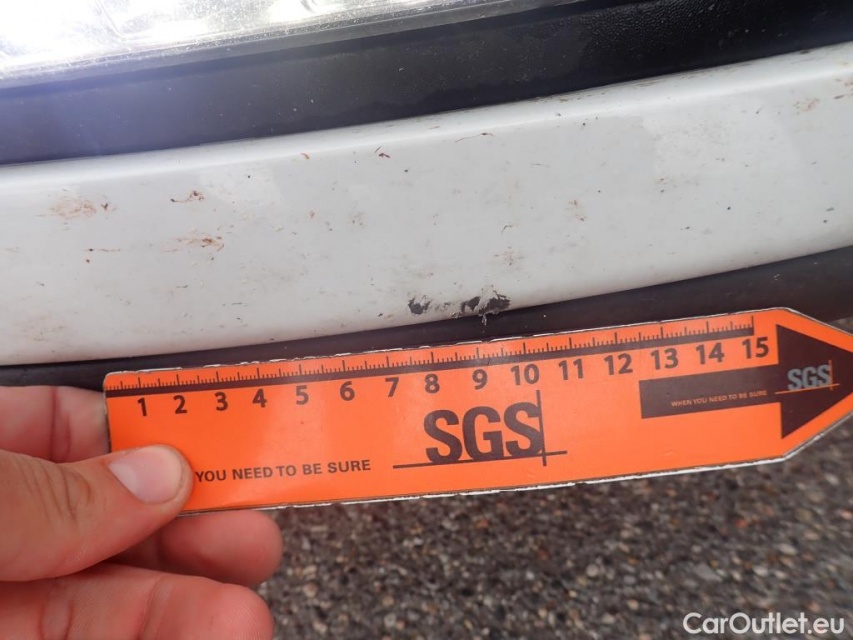 1 2 3 4 5 6 7 8 9 10 11 12 13 14 15
SGS
WHEN YOU NEED TO BE SURE
SGS
YOU NEED TO BE SURE
CarOutlet.eu